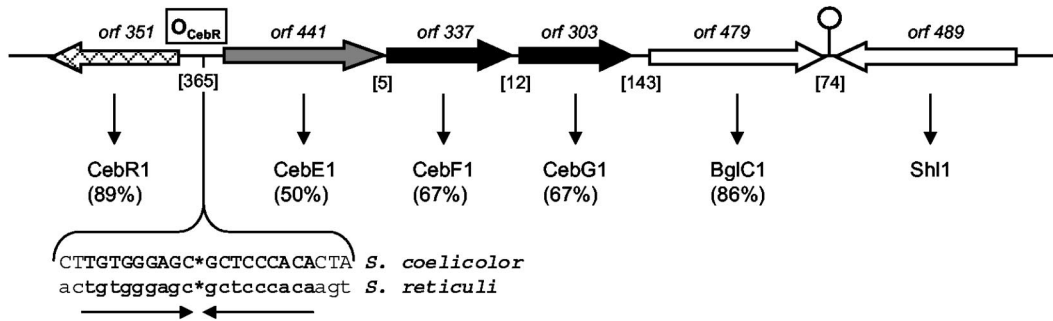 orf 351 O_CebR orf 441 orf 337 orf 303 orf 479 orf 489
[365] [5] [12] [143] [74]
CebR1 CebE1 CebF1 CebG1 BglC1 Shl1
(89%) (50%) (67%) (67%) (86%)
CTTGTGGGAGC*GCTCCCACACTA S. coelicolor
actgtgggagc*gctcccacaagt S. reticuli